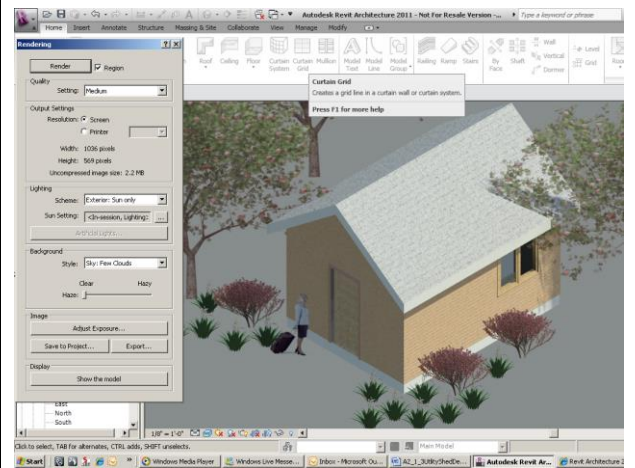 Autodesk Revit Architecture 2011 - Not For Resale Version -...
Type a keyword or phrase
Home Insert Annotate Structure Massing & Site Collaborate View Manage Modify
Rendering
Render
Region
Quality
Setting: Medium
Output Settings
Resolution: Screen
Printer
Width: 1036 pixels
Height: 569 pixels
Uncompressed image size: 2.2 MB
Lighting
Scheme: Exterior: Sun only
Sun Setting: <In-session, Lighting>
...
Artificial Lights...
Background
Style: Sky: Few Clouds
Clear Hazy
Haze:
Image
Adjust Exposure...
Save to Project... Export...
Display
Show the model
Roof Ceiling Floor Curtain System Curtain Grid Mullion Model Text Model Line Model Group Railing Ramp Stairs By Face Shaft Wall Vertical Dormer Level Grid
Curtain Grid
Creates a grid line in a curtain wall or curtain system.
Press F1 for more help
East
North
South
1/8" = 1'-0"
Click to select, TAB for alternates, CTRL adds, SHIFT unselects.
Main Model
Start
Windows Media Player
Windows Live Messe...
Inbox - Microsoft Ou...
A2_1_3UtilityShedDe...
Autodesk Revit Ar...
Revit Architecture 2